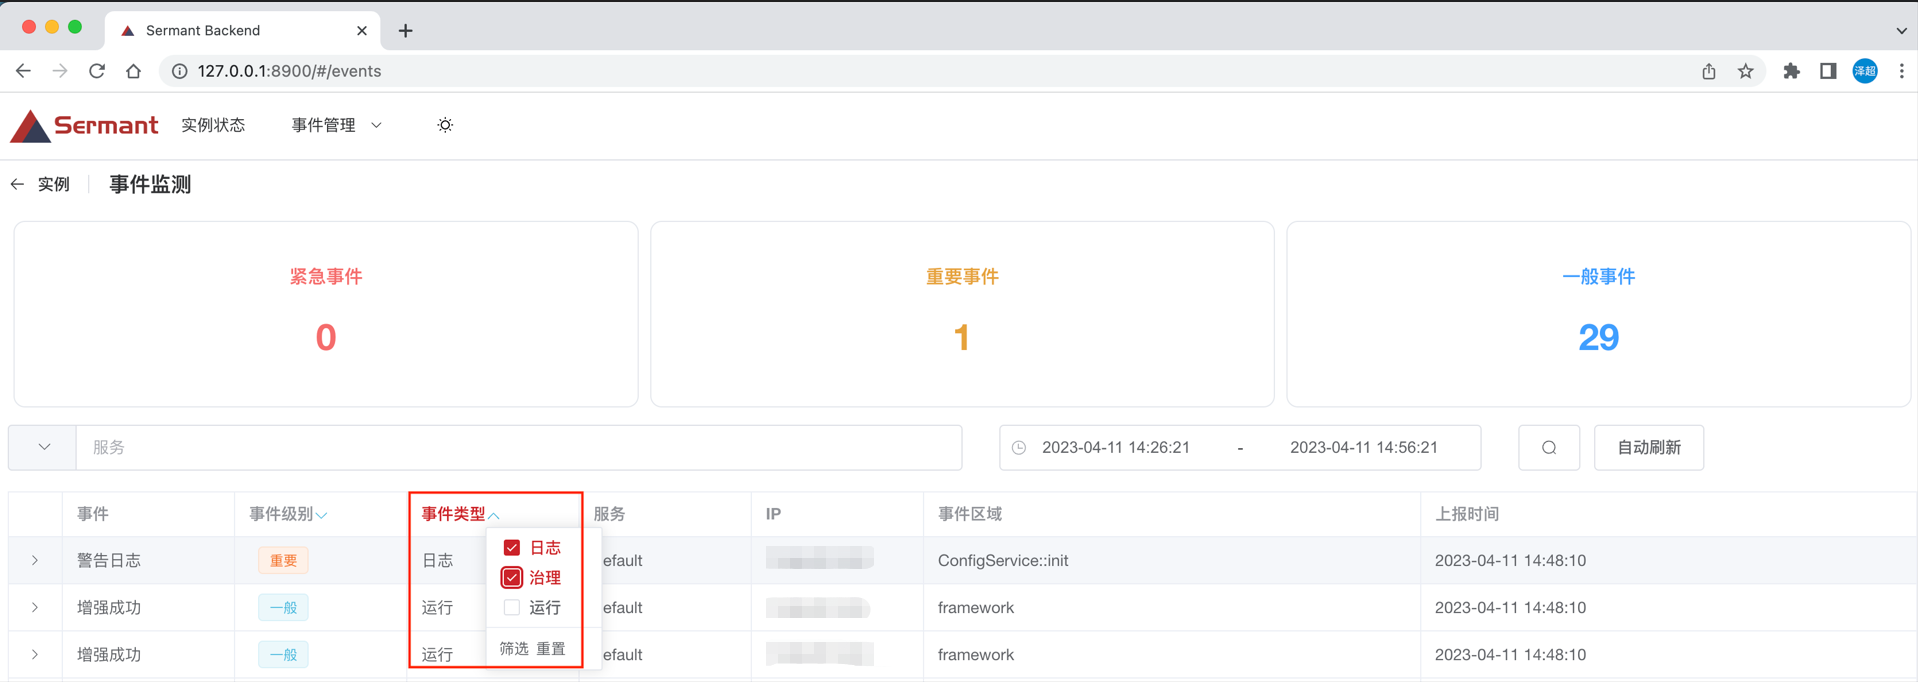 Sermant Backend
127.0.0.1:8900/#/events
泽超
Sermant 实例状态 事件管理
实例 事件监测
紧急事件 重要事件 一般事件
0 1 29
服务 2023-04-11 14:26:21 - 2023-04-11 14:56:21 自动刷新
事件 事件级别 事件类型 服务 IP 事件区域 上报时间
日志
治理
运行
筛选 重置
警告日志 重要 日志 efault ConfigService::init 2023-04-11 14:48:10
增强成功 一般 运行 efault framework 2023-04-11 14:48:10
增强成功 一般 运行 efault framework 2023-04-11 14:48:10